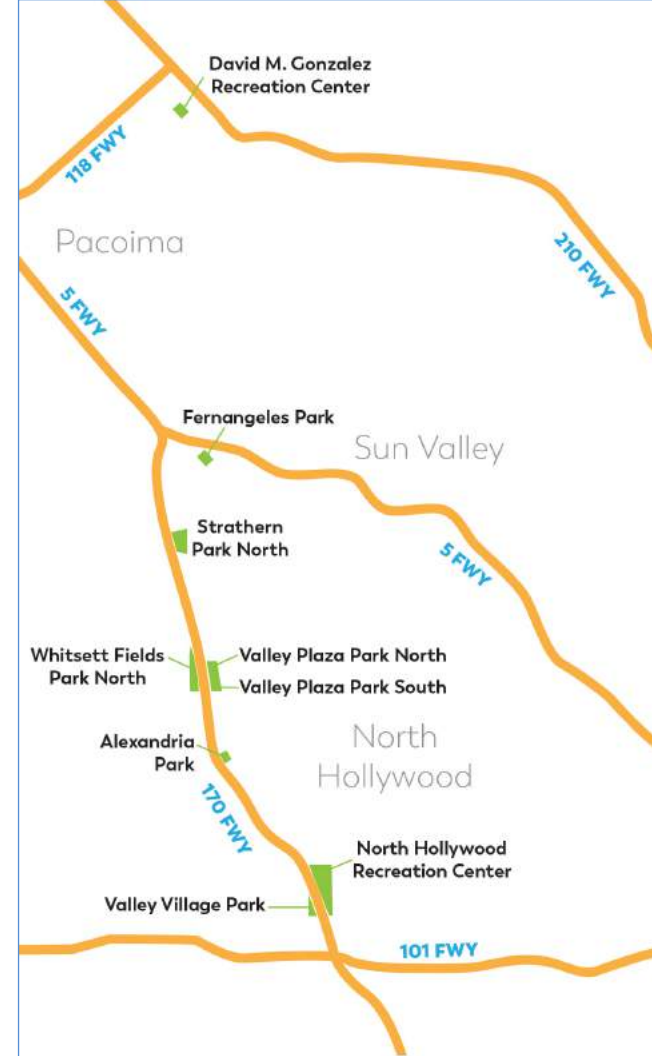 David M. Gonzalez
Recreation Center
118 FWY
Pacoima
210 FWY
5 FWY
Fernangeles Park
Sun Valley
Strathern
Park North
5 FWY
Whitsett Fields
Park North
Valley Plaza Park North
Valley Plaza Park South
Alexandria
Park
North
Hollywood
170 FWY
North Hollywood
Recreation Center
Valley Village Park
101 FWY